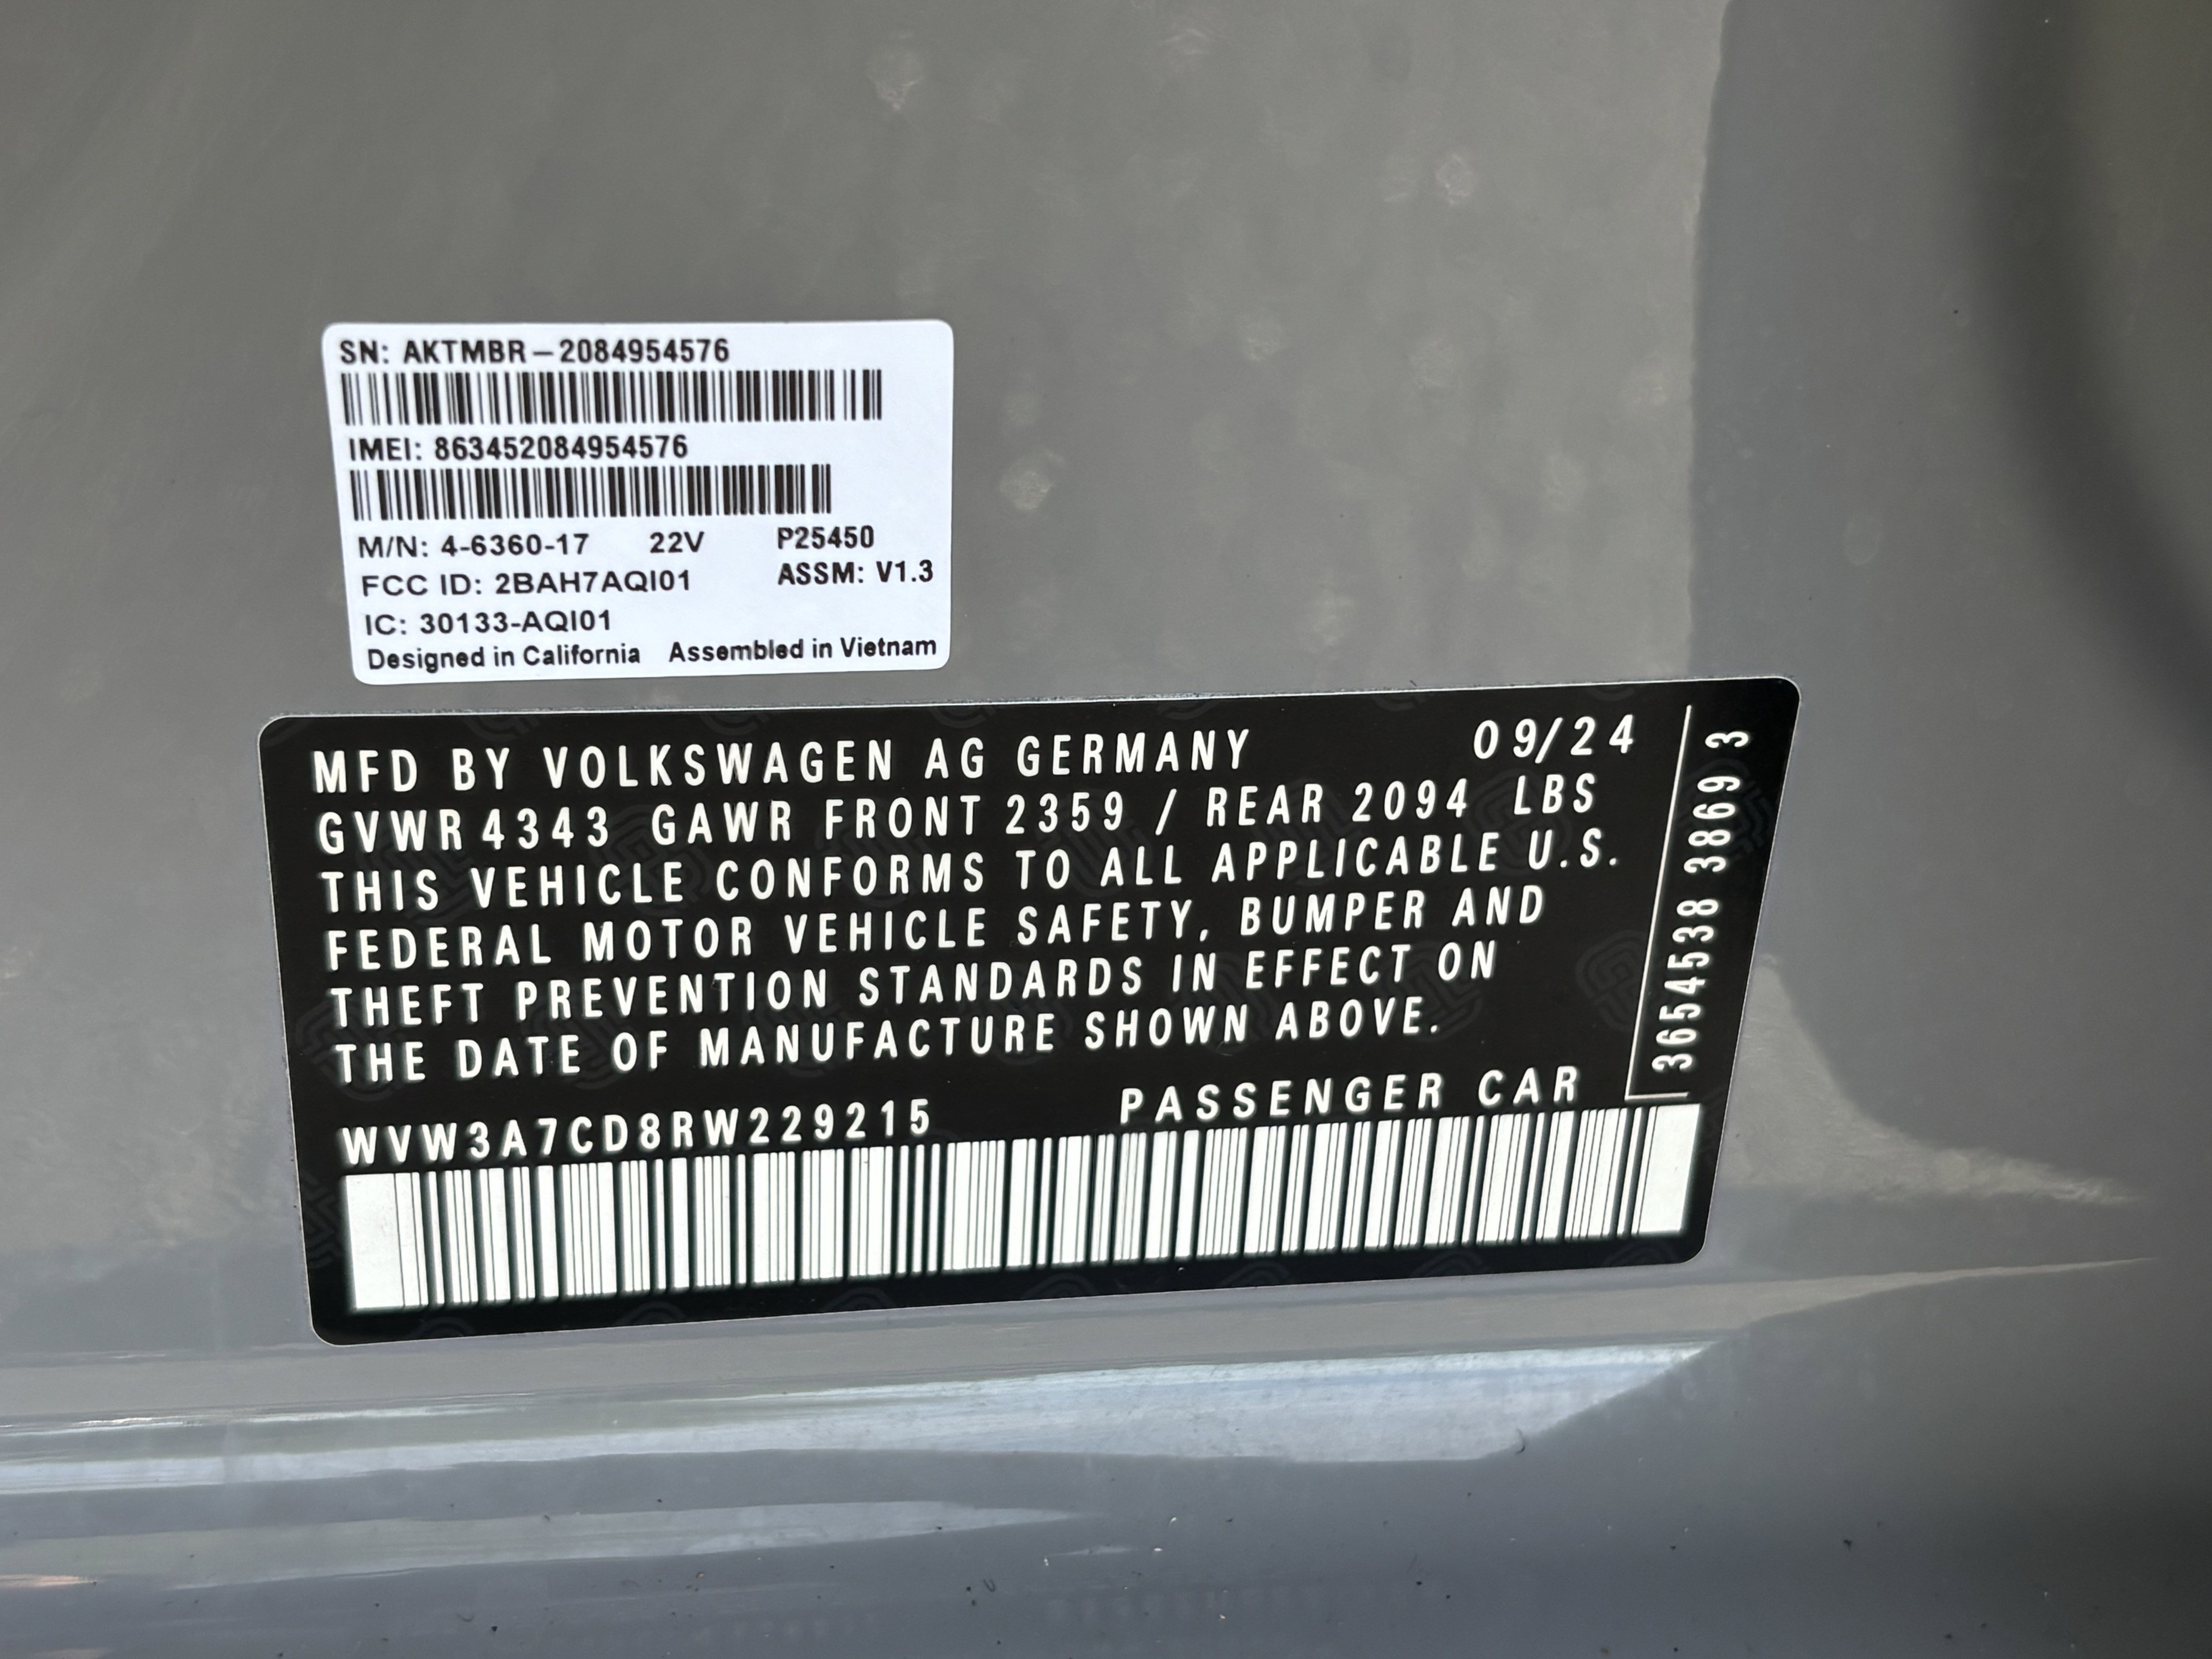 SN: AKTMBR-2084954576
IMEI: 863452084954576
M/N: 4-6360-17 22V P25450
FCC ID: 2BAH7AQI01 ASSM: V1.3
IC: 30133-AQI01
Designed in California Assembled in Vietnam
MFD BY VOLKSWAGEN AG GERMANY 09/24
GVWR 4343 GAWR FRONT 2359 / REAR 2094 LBS
THIS VEHICLE CONFORMS TO ALL APPLICABLE U.S.
FEDERAL MOTOR VEHICLE SAFETY, BUMPER AND
THEFT PREVENTION STANDARDS IN EFFECT ON
THE DATE OF MANUFACTURE SHOWN ABOVE.
WVW3A7CD8RW229215 PASSENGER CAR
3654538 3869 3